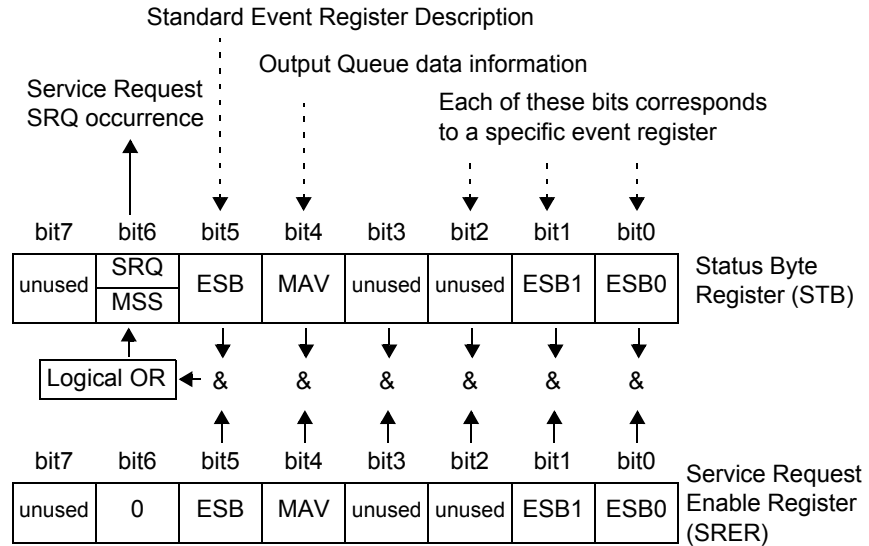 Standard Event Register Description
Output Queue data information
Service Request
SRQ occurrence
Each of these bits corresponds
to a specific event register
bit7 bit6 bit5 bit4 bit3 bit2 bit1 bit0
unused SRQ MSS ESB MAV unused unused ESB1 ESB0
Status Byte
Register (STB)
Logical OR & & & & & &
bit7 bit6 bit5 bit4 bit3 bit2 bit1 bit0
unused 0 ESB MAV unused unused ESB1 ESB0
Service Request
Enable Register
(SRER)